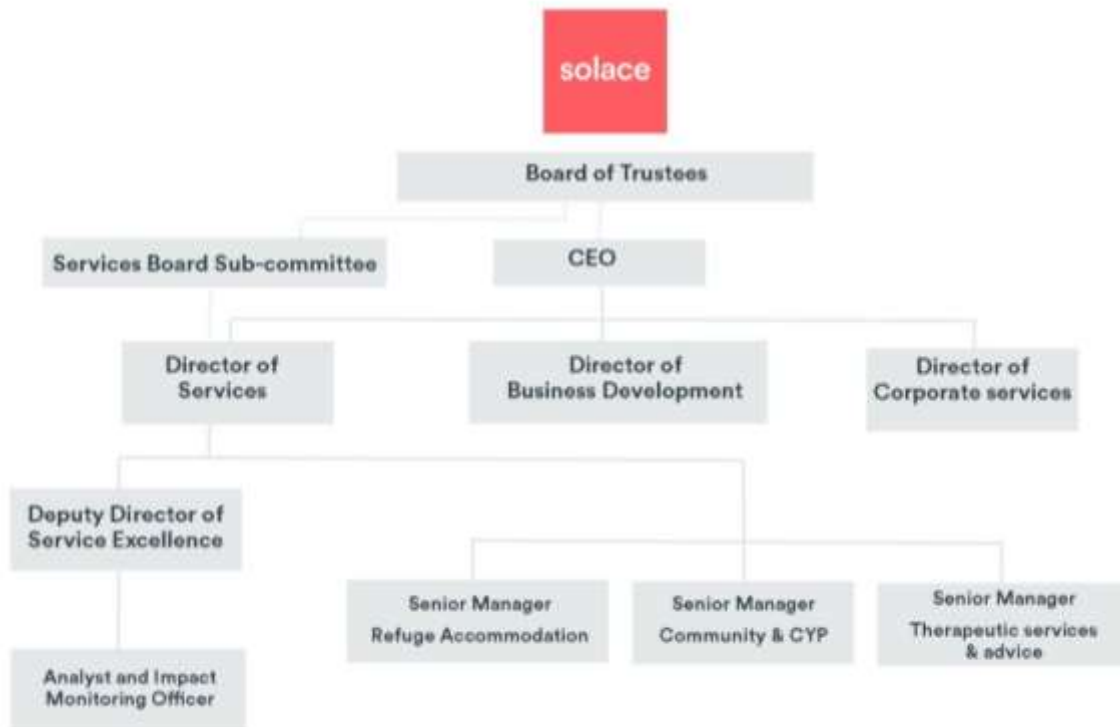 solace
Board of Trustees
Services Board Sub-committee
CEO
Director of
Services
Director of
Business Development
Director of
Corporate services
Deputy Director of
Service Excellence
Senior Manager
Refuge Accommodation
Senior Manager
Community & CYP
Senior Manager
Therapeutic services
& advice
Analyst and Impact
Monitoring Officer